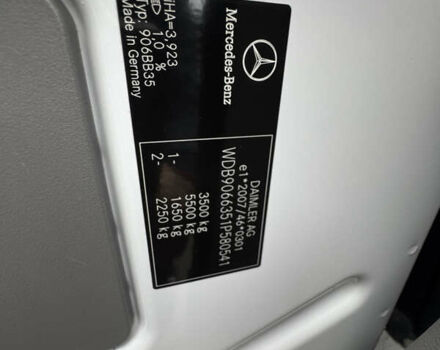 Mercedes-Benz
DAIMLER AG
e1*2007/46*0301
WDB9066351P580541
3500 kg
5500 kg
1- 1650 kg
2- 2250 kg
iHA=3,923
1,0 %
Typ: 906BB35
Made in Germany